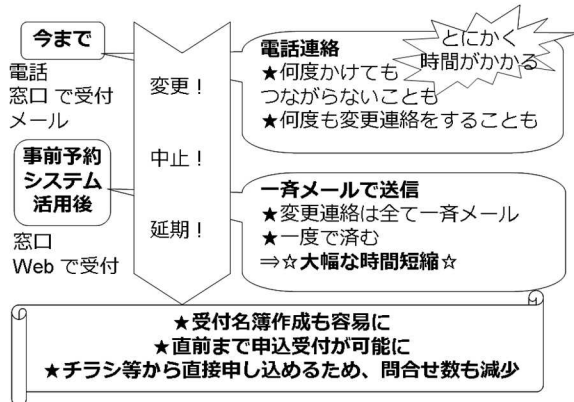 今まで
電話
窓口で受付
メール
変更！
電話連絡
★何度かけても
つながらないことも
★何度も変更連絡をすることも
とにかく
時間がかかる
事前予約
システム
活用後
窓口
Webで受付
中止！
延期！
一斉メールで送信
★変更連絡は全て一斉メール
★一度で済む
⇒☆大幅な時間短縮☆
★受付名簿作成も容易に
★直前まで申込受付が可能に
★チラシ等から直接申し込めるため、問合せ数も減少